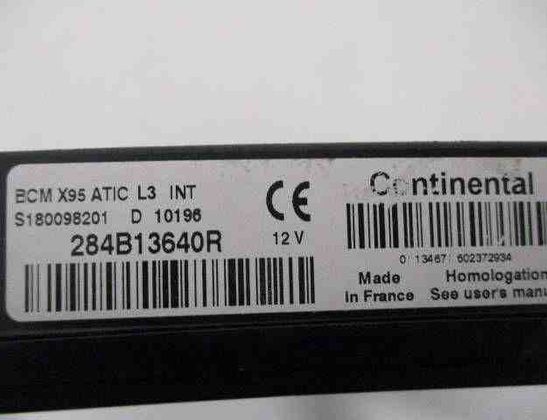 BCM X95 ATIC L3 INT
S180098201 D 10196
284B13640R
CE
12 V
Continental
0 13467 602372934
Made Homologation
in France See user's manu